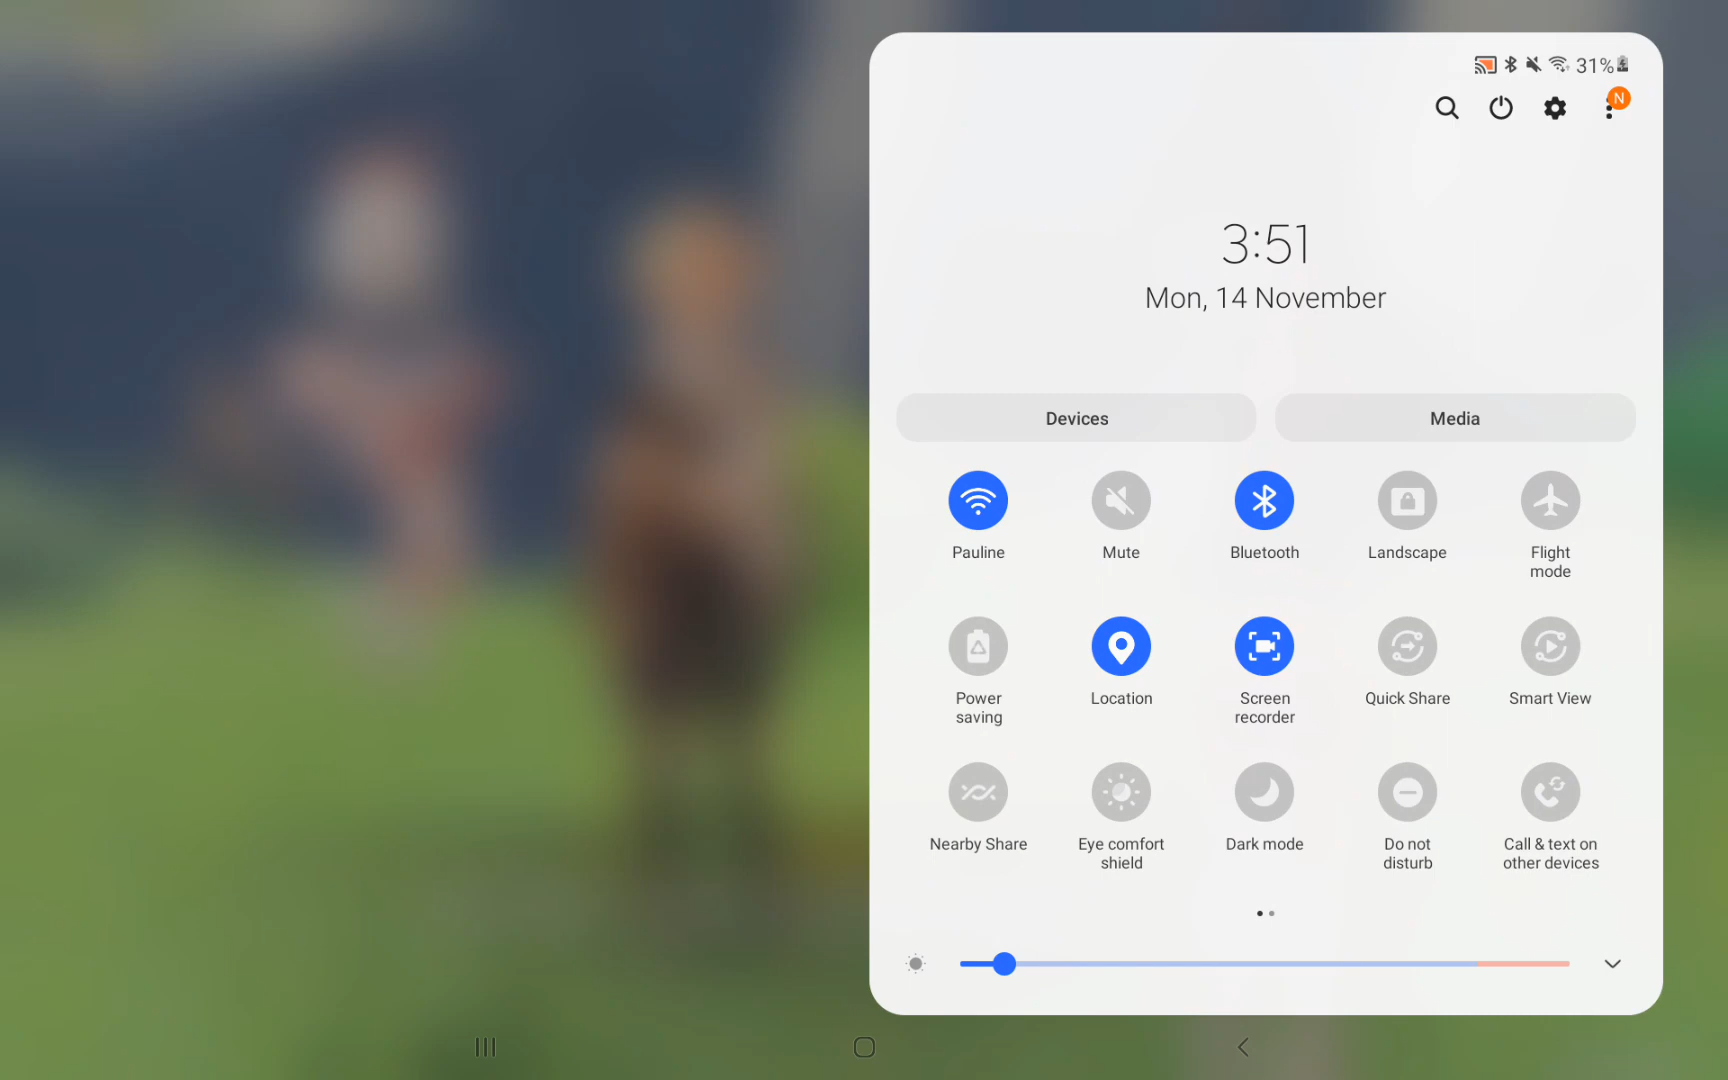 31%
N
3:51
Mon, 14 November
Devices
Media
Pauline
Mute
Bluetooth
Landscape
Flight
mode
Power
saving
Location
Screen
recorder
Quick Share
Smart View
Nearby Share
Eye comfort
shield
Dark mode
Do not
disturb
Call & text on
other devices